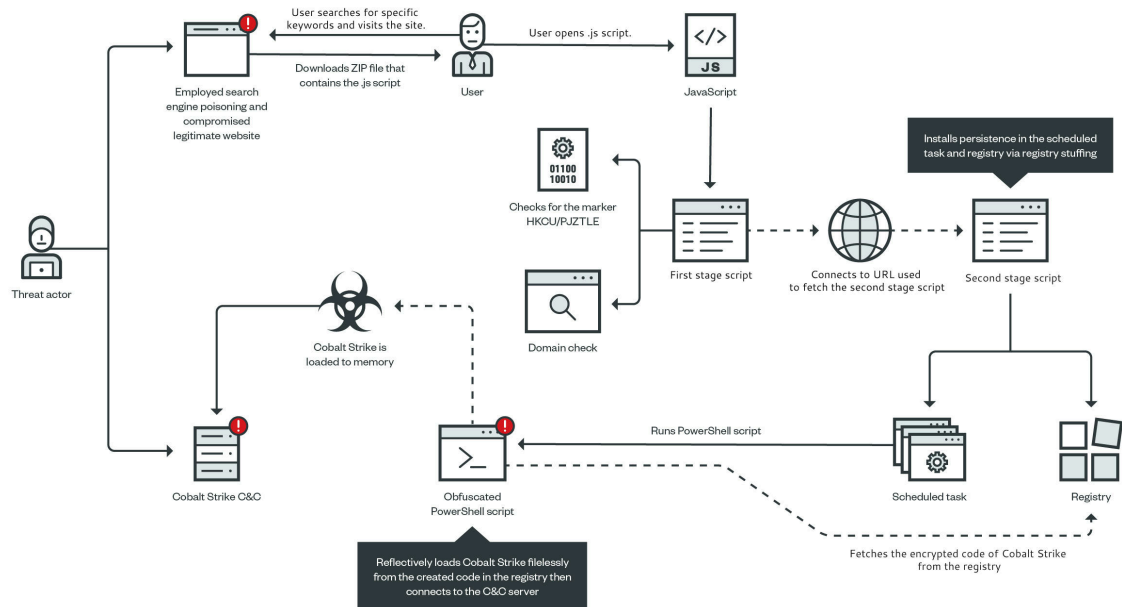 User searches for specific
keywords and visits the site.
User opens .js script.
Downloads ZIP file that
contains the .js script
</>
JS
Employed search
engine poisoning and
compromised
legitimate website
User
JavaScript
Installs persistence in the scheduled
task and registry via registry stuffing
01100
10010
Checks for the marker
HKCU/PJZTLE
First stage script
Connects to URL used
to fetch the second stage script
Second stage script
Threat actor
Domain check
Cobalt Strike is
loaded to memory
Runs PowerShell script
>_
Cobalt Strike C&C
Obfuscated
PowerShell script
Scheduled task
Registry
Reflectively loads Cobalt Strike filelessly
from the created code in the registry then
connects to the C&C server
Fetches the encrypted code of Cobalt Strike
from the registry